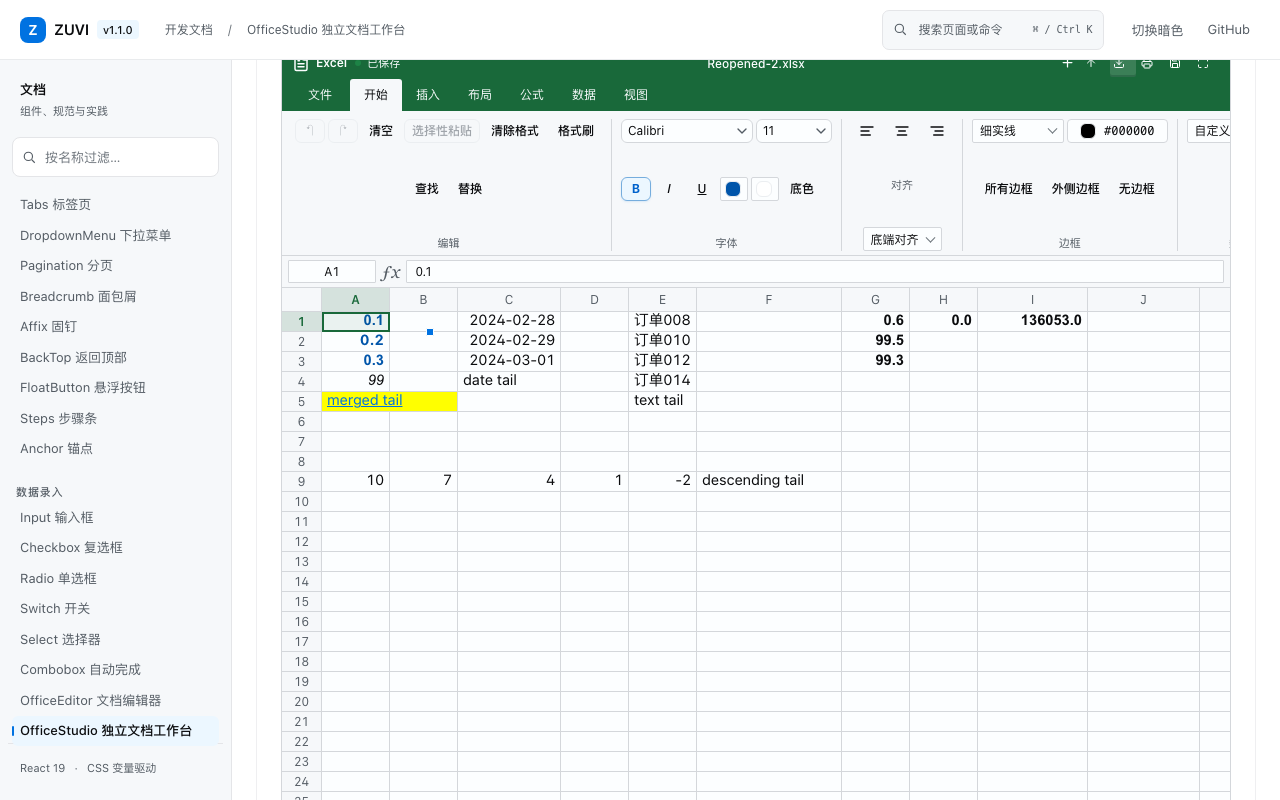 Z ZUVI v1.1.0 开发文档 / OfficeStudio 独立文档工作台 搜索页面或命令 ⌘ / Ctrl K 切换暗色 GitHub
文档
组件、规范与实践
按名称过滤...
Tabs 标签页
DropdownMenu 下拉菜单
Pagination 分页
Breadcrumb 面包屑
Affix 固钉
BackTop 返回顶部
FloatButton 悬浮按钮
Steps 步骤条
Anchor 锚点
数据录入
Input 输入框
Checkbox 复选框
Radio 单选框
Switch 开关
Select 选择器
Combobox 自动完成
OfficeEditor 文档编辑器
OfficeStudio 独立文档工作台
React 19 · CSS 变量驱动
Excel 已保存 Reopened-2.xlsx
文件 开始 插入 布局 公式 数据 视图
清空 选择性粘贴 清除格式 格式刷 Calibri 11 细实线 #000000 自定义
查找 替换 B I U 底色 对齐 所有边框 外侧边框 无边框
底端对齐
编辑 字体 边框
A1 ƒx 0.1
A B C D E F G H I J
1 0.1 2024-02-28 订单008 0.6 0.0 136053.0
2 0.2 2024-02-29 订单010 99.5
3 0.3 2024-03-01 订单012 99.3
4 99 date tail 订单014
5 merged tail text tail
6
7
8
9 10 7 4 1 -2 descending tail
10
11
12
13
14
15
16
17
18
19
20
21
22
23
24
25